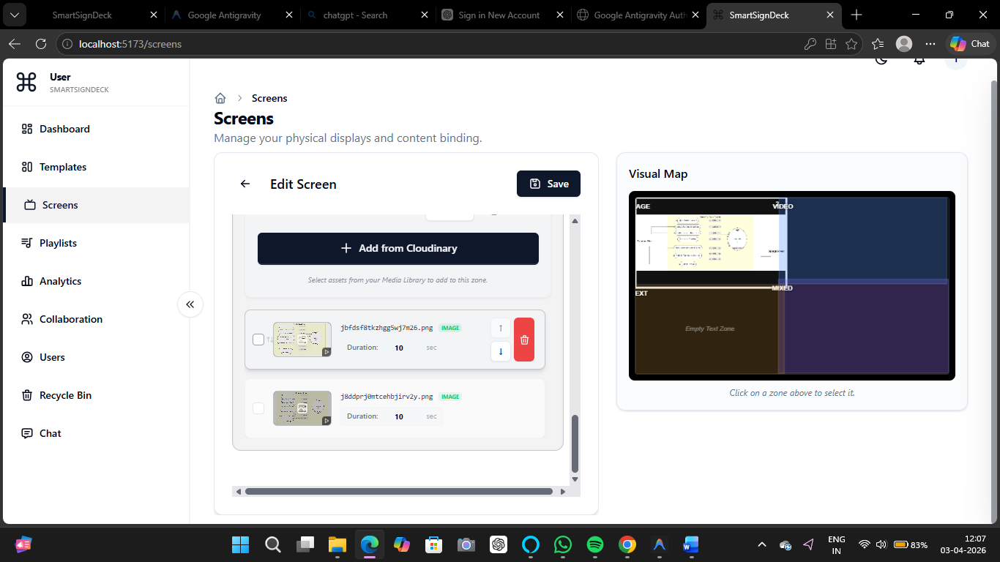 SmartSignDeck
Google Antigravity
chatgpt - Search
Sign in New Account
Google Antigravity Auth
SmartSignDeck
localhost:5173/screens
Chat
User
SMARTSIGNDECK
Dashboard
Templates
Screens
Playlists
Analytics
Collaboration
Users
Recycle Bin
Chat
Screens
Screens
Manage your physical displays and content binding.
Edit Screen
Save
Add from Cloudinary
Select assets from your Media Library to add to this zone.
jbfdsf8tkzhgg5wj7m26.png IMAGE
Duration: 10 sec
j8ddprj0mtcehbjirv2y.png IMAGE
Duration: 10 sec
Visual Map
AGE VIDEO
EXT MIXED
Empty Text Zone
Click on a zone above to select it.
ENG
IN
83%
12:07
03-04-2026